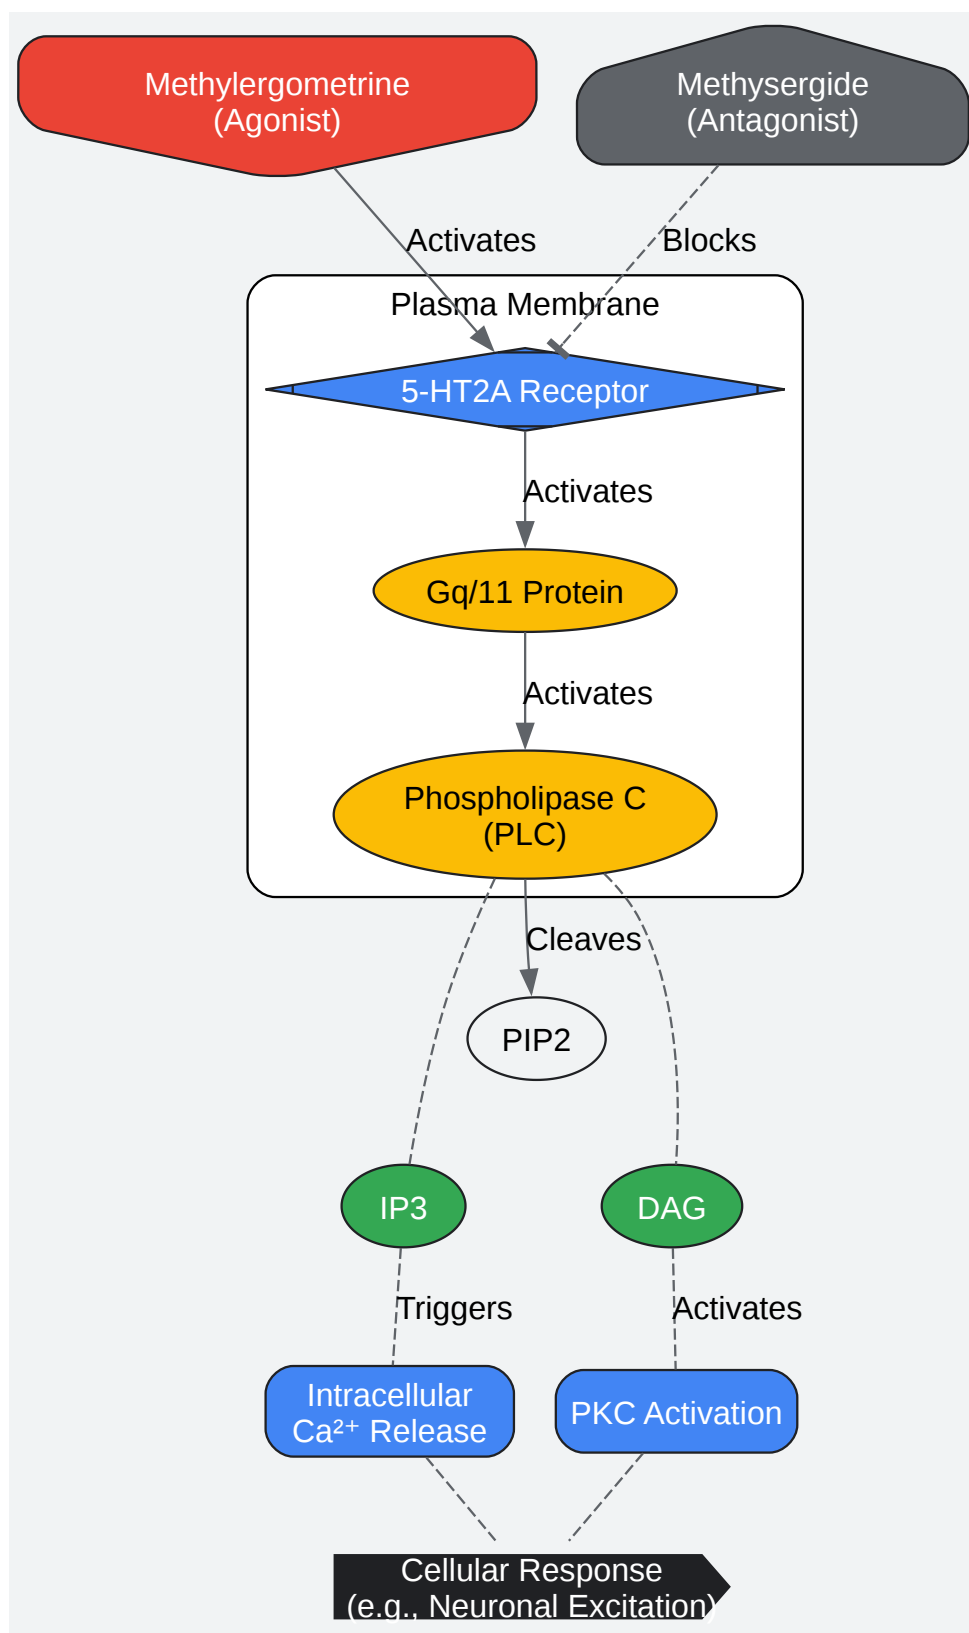 Methylergometrine
(Agonist)
Methysergide
(Antagonist)
Activates
Blocks
Plasma Membrane
5-HT2A Receptor
Activates
Gq/11 Protein
Activates
Phospholipase C
(PLC)
Cleaves
PIP2
IP3
DAG
Triggers
Activates
Intracellular
Ca²⁺ Release
PKC Activation
Cellular Response
(e.g., Neuronal Excitation)